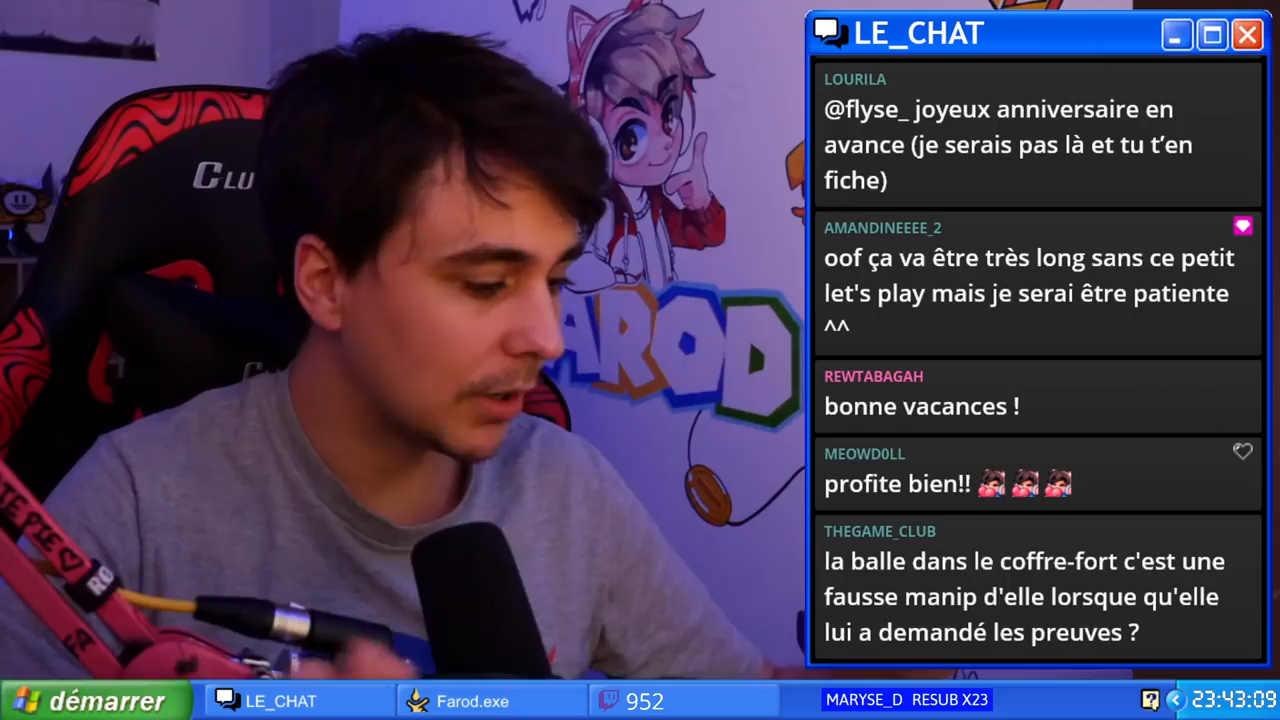 LE_CHAT
LOURILA
@flyse_ joyeux anniversaire en
avance (je serais pas là et tu t’en
fiche)
AMANDINEEEE_2
oof ça va être très long sans ce petit
let's play mais je serai être patiente
^^
REWTABAGAH
bonne vacances !
MEOWD0LL
profite bien!!
THEGAME_CLUB
la balle dans le coffre-fort c'est une
fausse manip d'elle lorsque qu'elle
lui a demandé les preuves ?
CLU
AROD
PIE
démarrer
LE_CHAT
Farod.exe
952
MARYSE_D RESUB X23
23:43:09